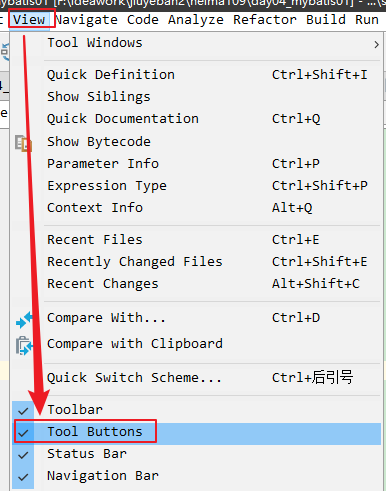 mybatis01 [F:\ideawork\jiuyeban2\heima109\day04_mybatis01] - ...\s
View Navigate Code Analyze Refactor Build Run
Tool Windows
Quick Definition Ctrl+Shift+I
Show Siblings
Quick Documentation Ctrl+Q
Show Bytecode
Parameter Info Ctrl+P
Expression Type Ctrl+Shift+P
Context Info Alt+Q
Recent Files Ctrl+E
Recently Changed Files Ctrl+Shift+E
Recent Changes Alt+Shift+C
Compare With... Ctrl+D
Compare with Clipboard
Quick Switch Scheme... Ctrl+后引号
Toolbar
Tool Buttons
Status Bar
Navigation Bar